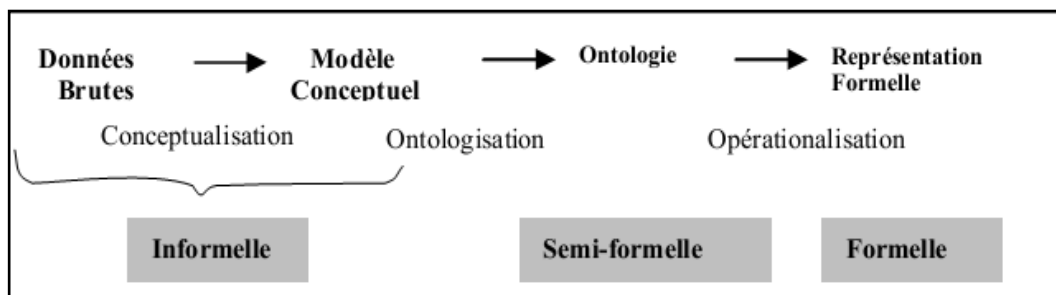 Données
Brutes
Modèle
Conceptuel
Ontologie
Représentation
Formelle
Conceptualisation
Ontologisation
Opérationalisation
Informelle
Semi-formelle
Formelle